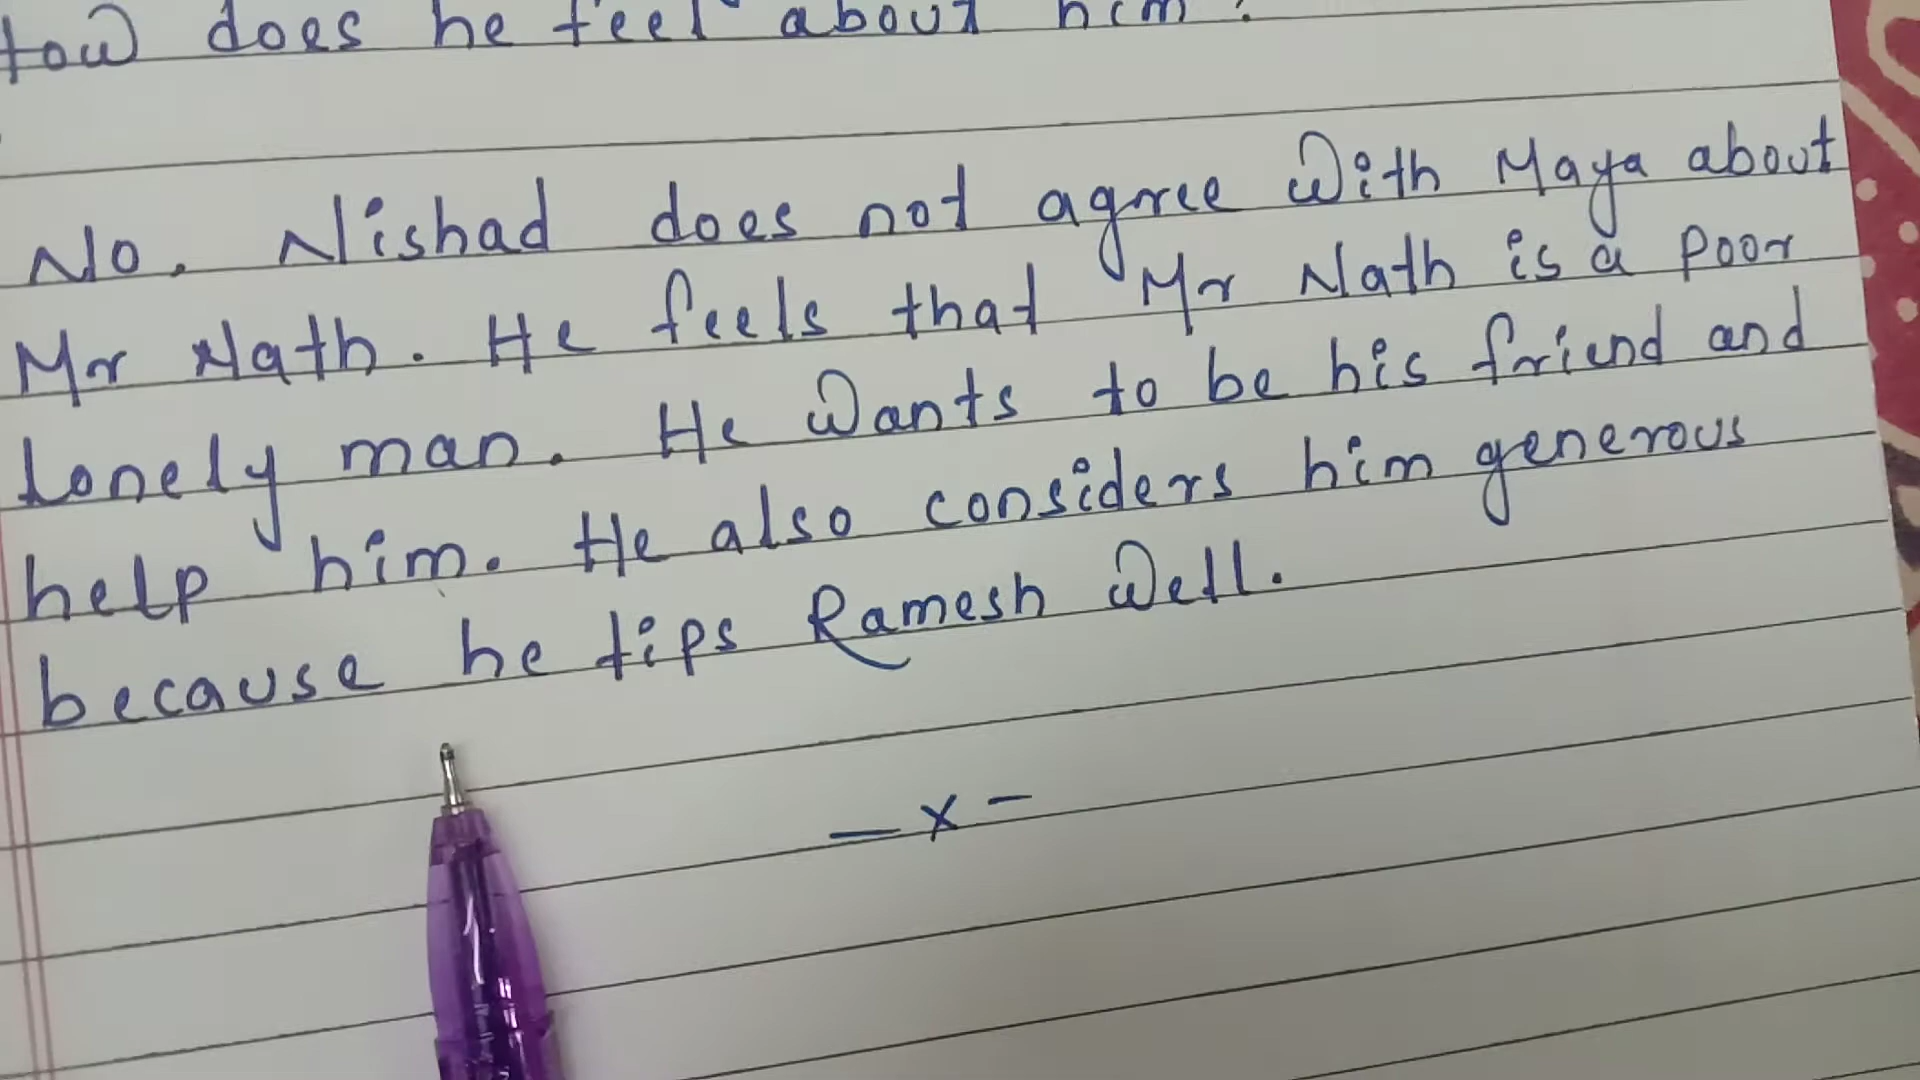 How does he feel about him?
No. Nishad does not agree With Maya about
Mr Nath. He feels that Mr Nath is a Poor
lonely man. He Wants to be his friend and
help him. He also considers him generous
because he tips Ramesh Well.
— x –